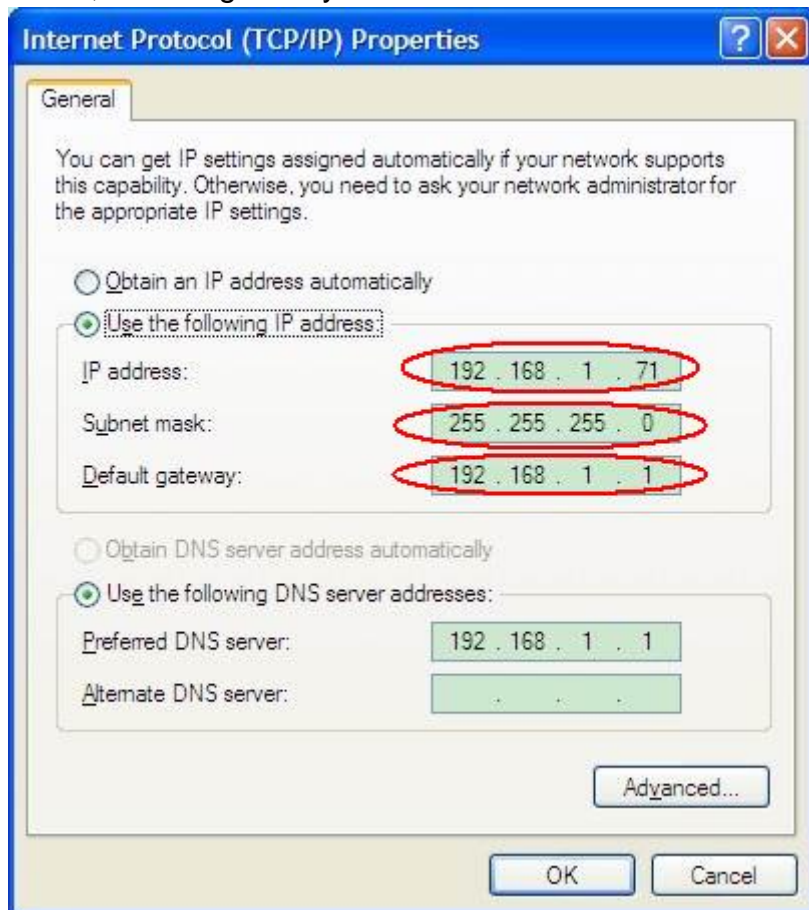 Internet Protocol (TCP/IP) Properties
General
You can get IP settings assigned automatically if your network supports
this capability. Otherwise, you need to ask your network administrator for
the appropriate IP settings.
Obtain an IP address automatically
Use the following IP address:
IP address: 192 . 168 . 1 . 71
Subnet mask: 255 . 255 . 255 . 0
Default gateway: 192 . 168 . 1 . 1
Obtain DNS server address automatically
Use the following DNS server addresses:
Preferred DNS server: 192 . 168 . 1 . 1
Alternate DNS server: . . .
Advanced...
OK Cancel